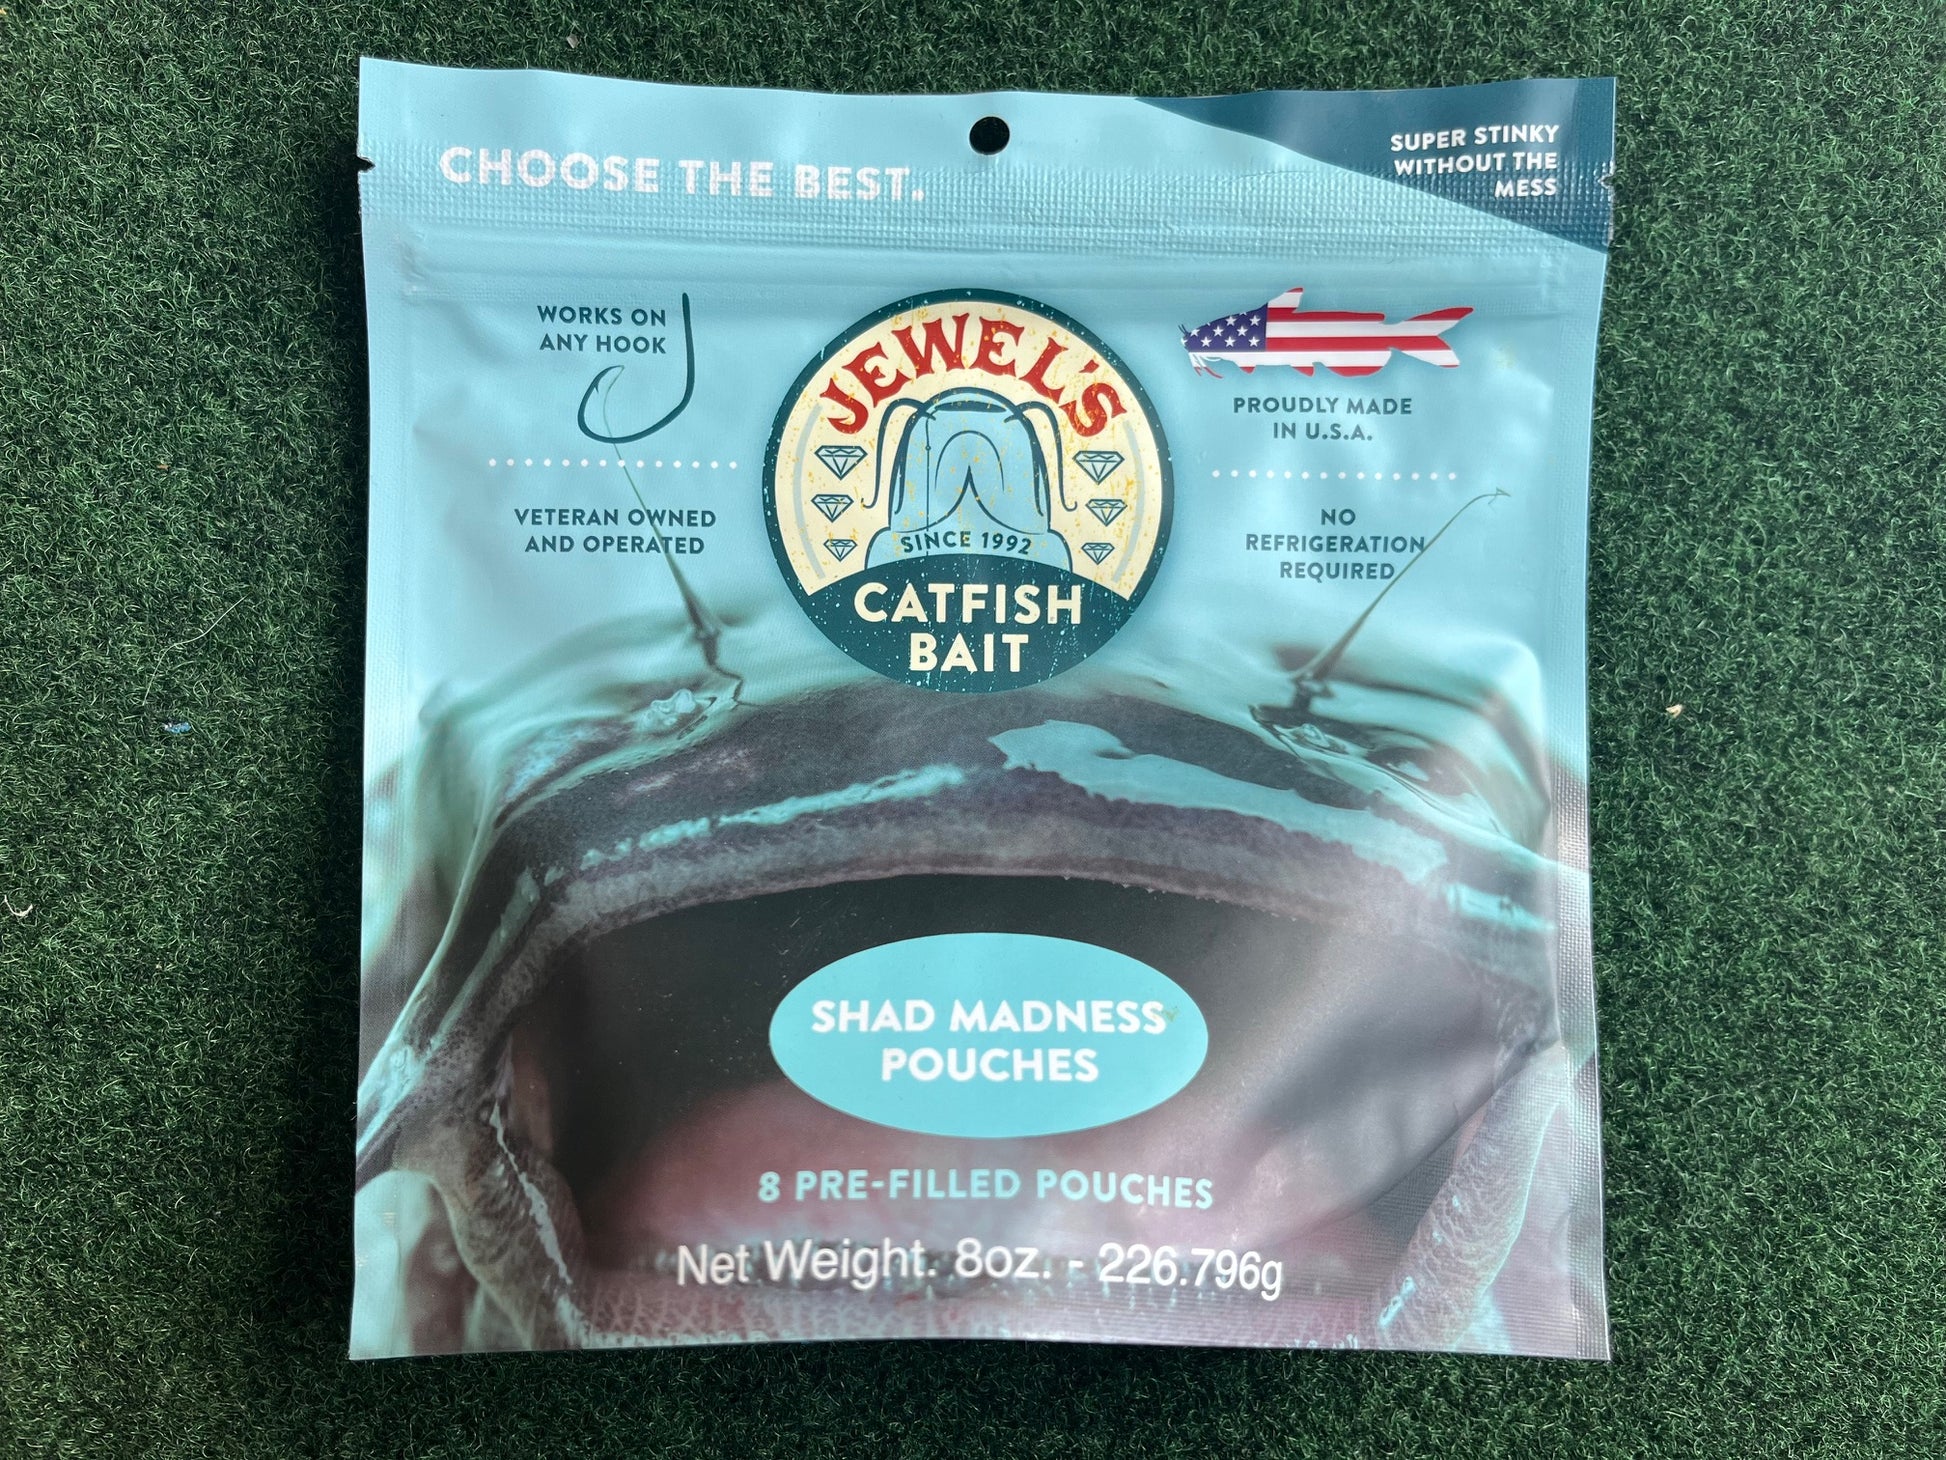 CHOOSE THE BEST.
SUPER STINKY
WITHOUT THE
MESS
WORKS ON
ANY HOOK
VETERAN OWNED
AND OPERATED
JEWEL'S
SINCE 1992
CATFISH
BAIT
PROUDLY MADE
IN U.S.A.
NO
REFRIGERATION
REQUIRED
SHAD MADNESS
POUCHES
8 PRE-FILLED POUCHES
Net Weight. 8oz. - 226.796g